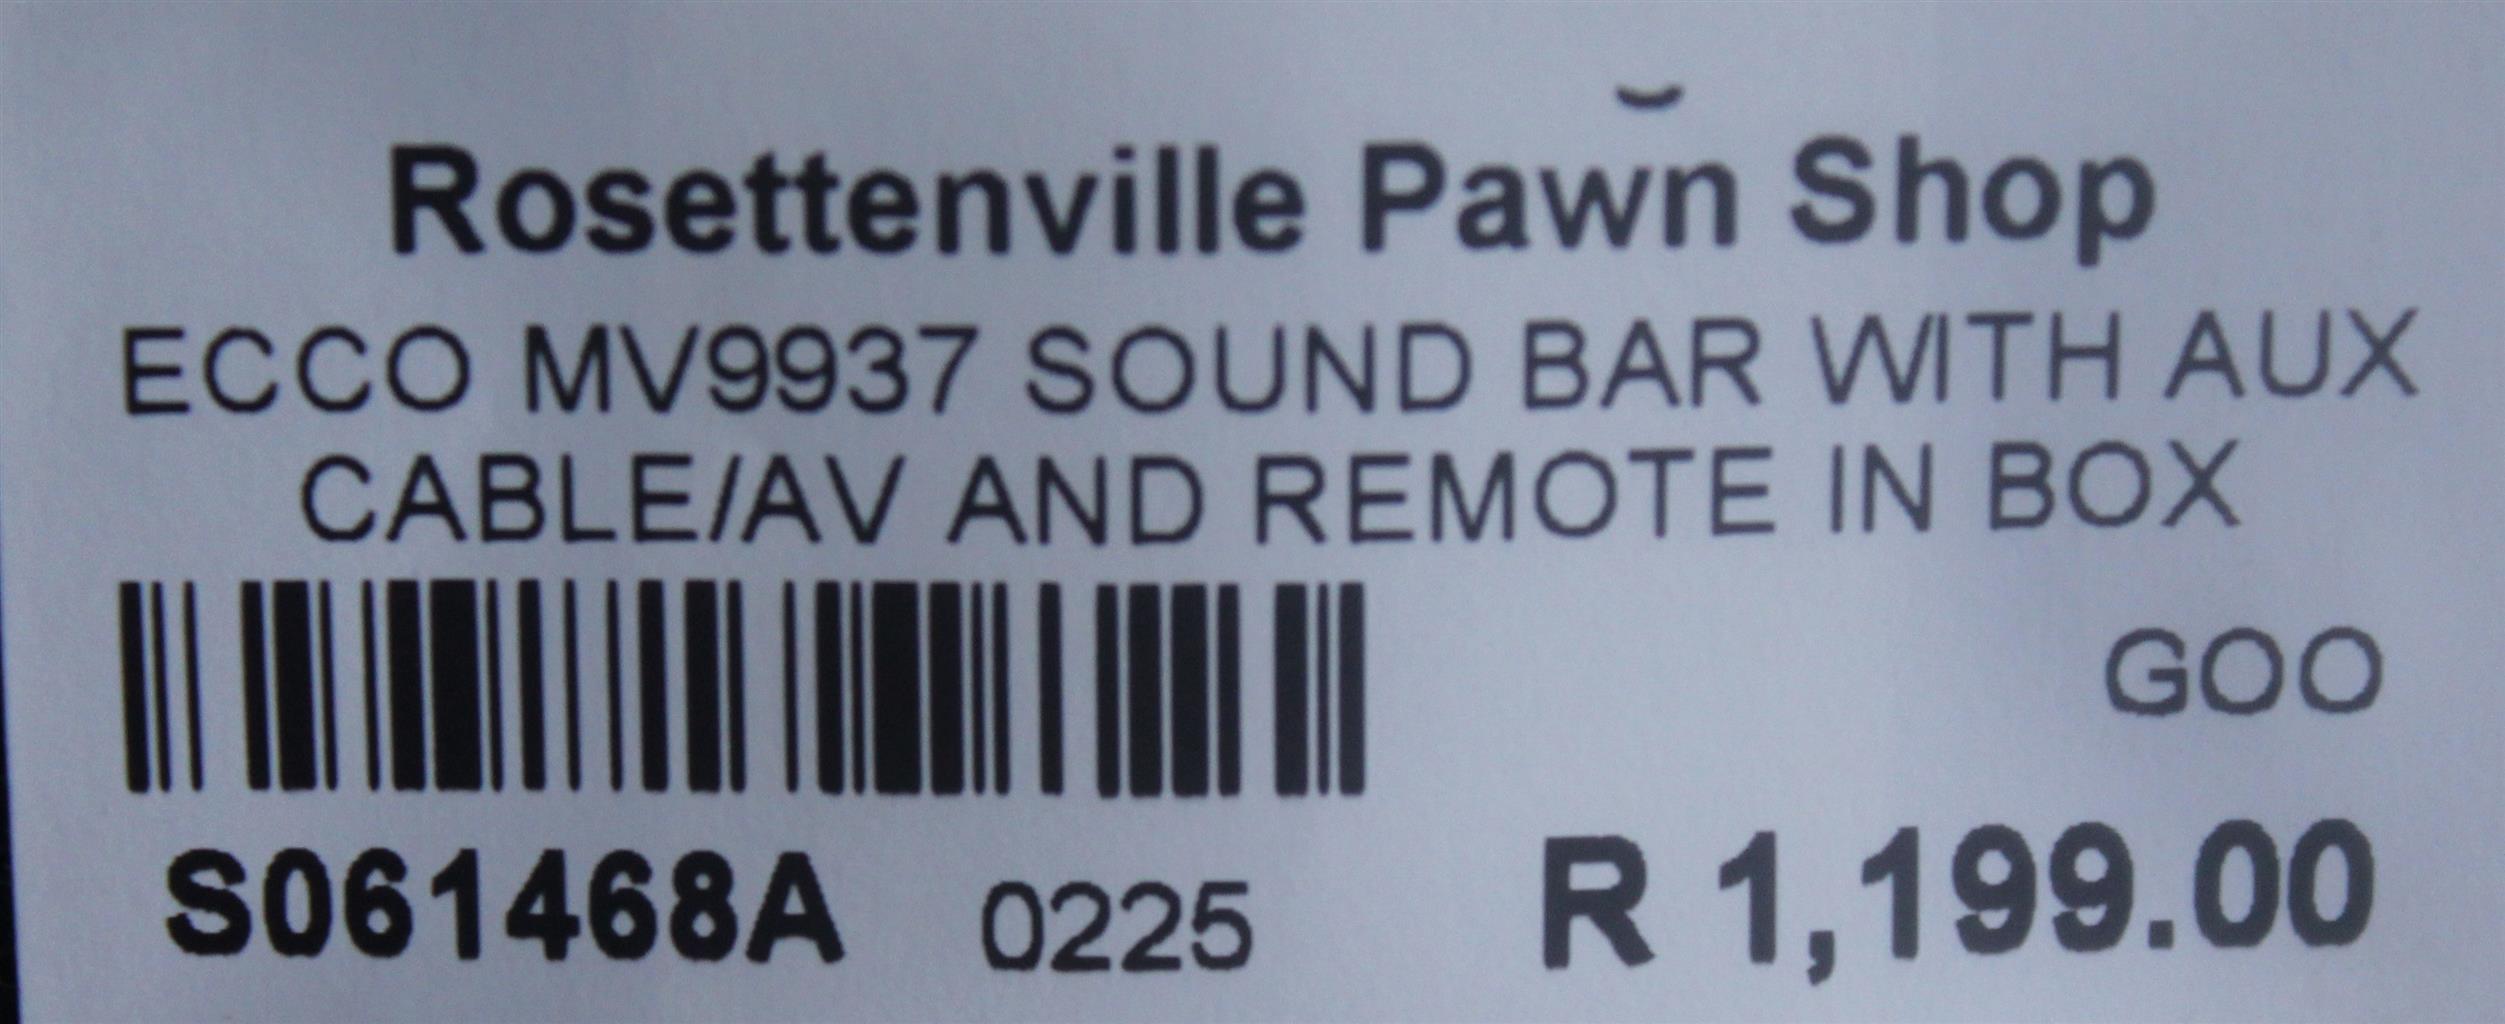 Rosettenville Pawn Shop
ECCO MV9937 SOUND BAR WITH AUX
CABLE/AV AND REMOTE IN BOX
GOO
S061468A 0225 R 1,199.00